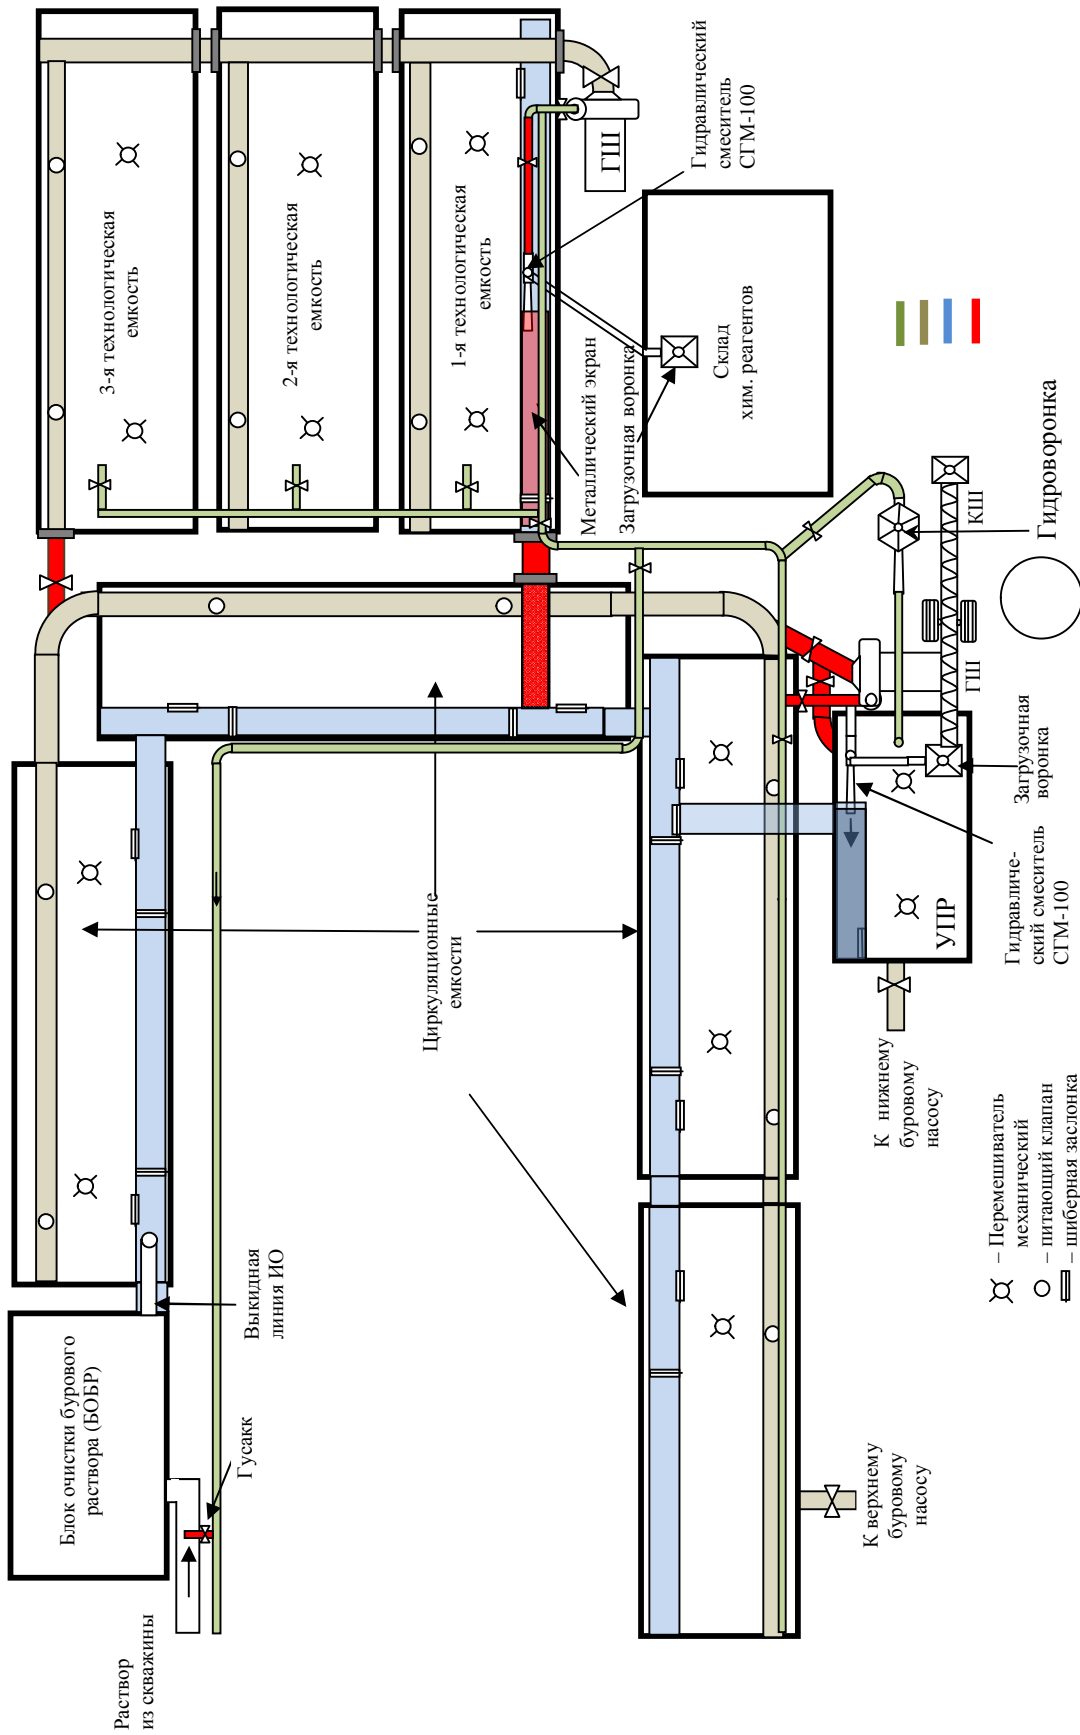 3-я технологическая
емкость
2-я технологическая
емкость
1-я технологическая
емкость
ГШ
Гидравлический
смеситель
СГМ-100
Металлический экран
Загрузочная воронка
Склад
хим. реагентов
Гидроворонка
КШ
ГШ
Загрузочная
воронка
Гидравличе-
ский смеситель
СГМ-100
УПР
Циркуляционные
емкости
К нижнему
буровому
насосу
К верхнему
буровому
насосу
Выкидная
линия ИО
Гусакк
Блок очистки бурового
раствора (БОБР)
Раствор
из скважины
– Перемешиватель
механический
– питающий клапан
– шиберная заслонка